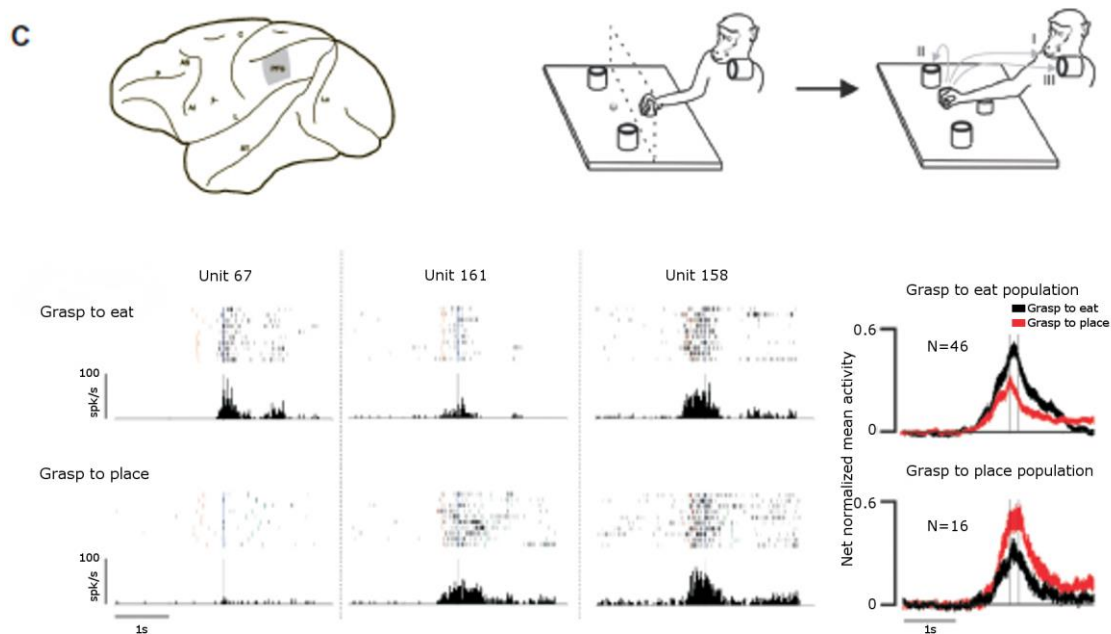 C
I
II
III
Unit 67
Unit 161
Unit 158
Grasp to eat
100
spk/s
Grasp to place
100
spk/s
1s
Grasp to eat population
Grasp to eat
Grasp to place
0.6
N=46
0
Net normalized mean activity
Grasp to place population
0.6
N=16
0
1s